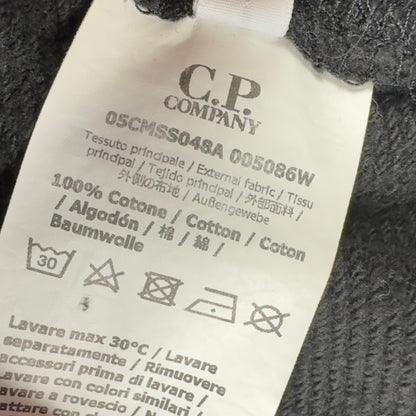 C.P.
COMPANY
05CMSS048A 005086W
Tessuto principale / External fabric / Tissu
principal / Tejido principal / 外部面料 /
外側の布地 / Außengewebe
100% Cotone / Cotton / Coton
/ Algodón / 棉 / 綿 /
Baumwolle
30
Lavare max 30°C / Lavare
separatamente / Rimuovere
accessori prima di lavare /
Lavare con colori similari /
Lavare a rovescio / N
attare con d